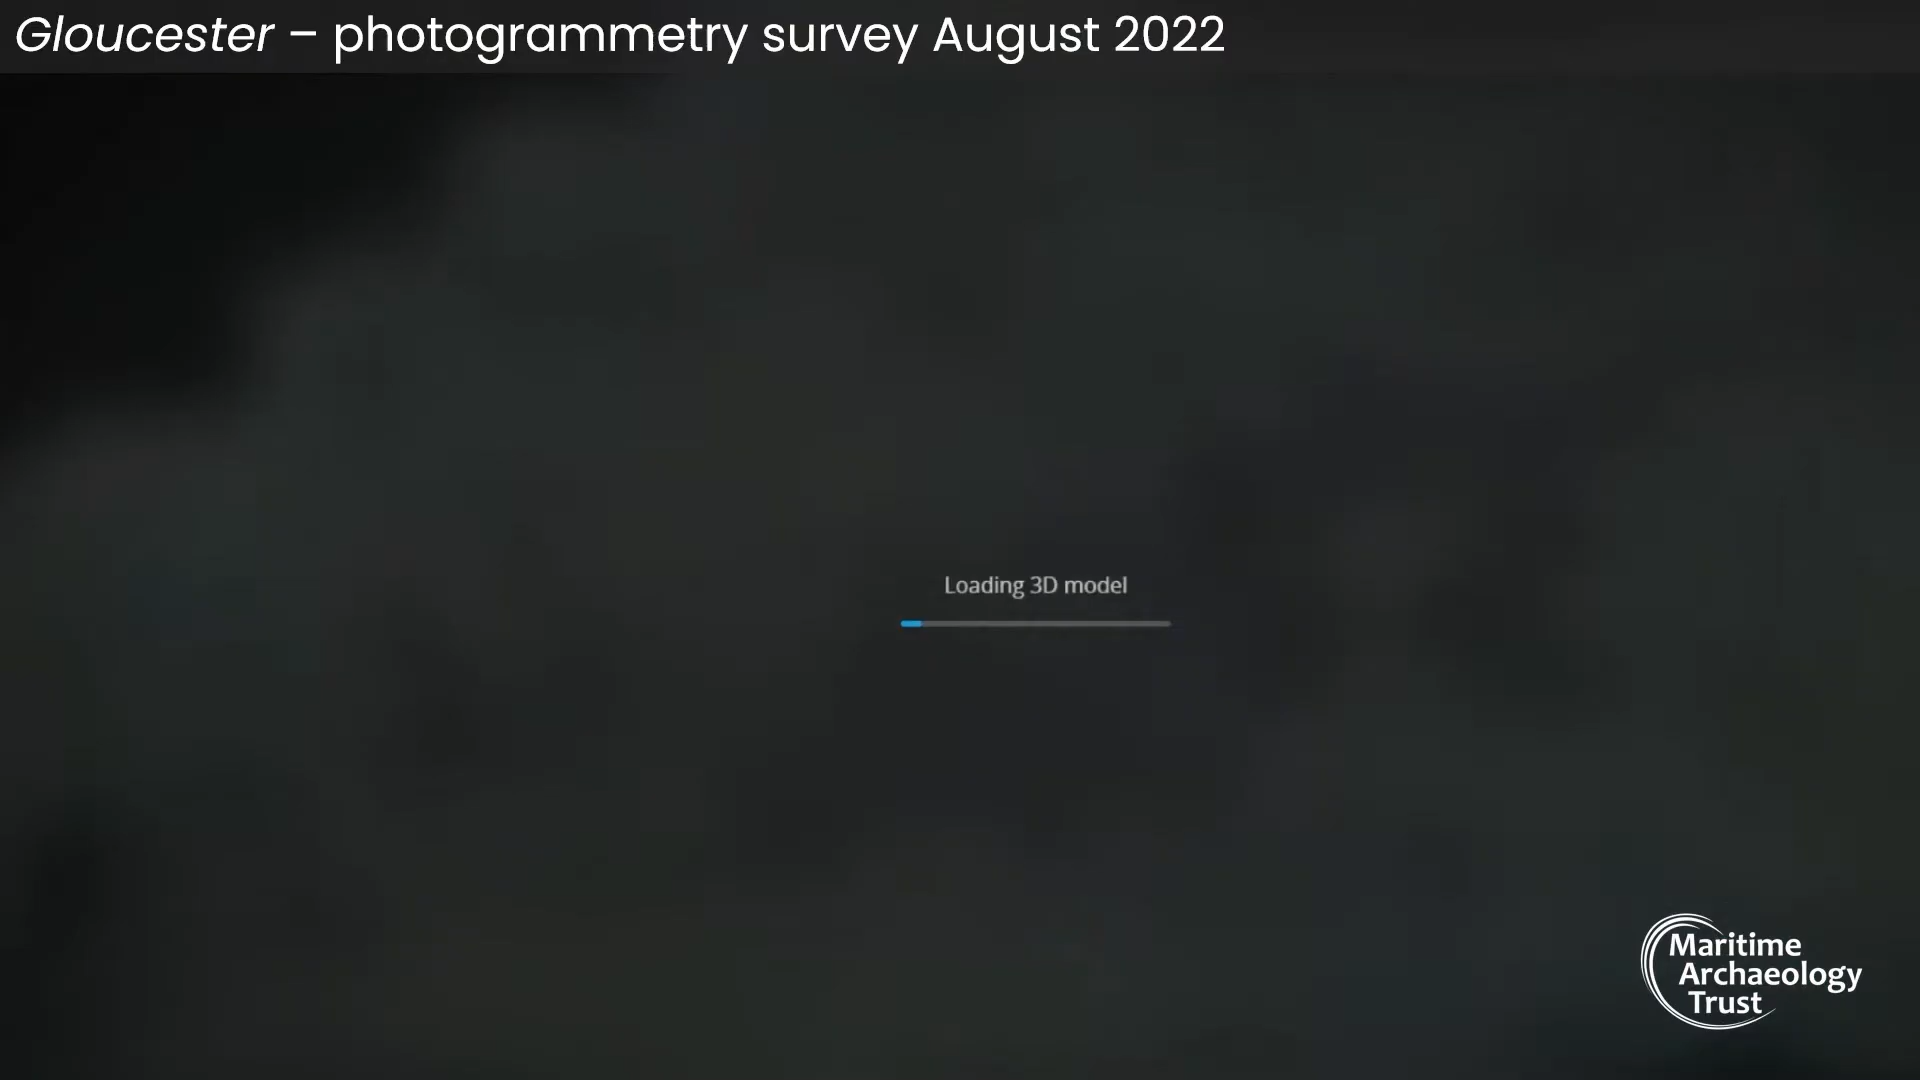 Gloucester – photogrammetry survey August 2022
Loading 3D model
Maritime
Archaeology
Trust